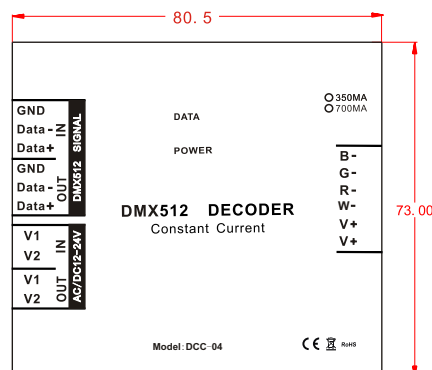 80.5
350MA
700MA
DATA
POWER
GND
Data-
Data+
IN
GND
Data-
Data+
OUT
DMX512 SIGNAL
V1
V2
IN
V1
V2
OUT
AC/DC12-24V
DMX512 DECODER
Constant Current
B-
G-
R-
W-
V+
V+
73.00
Model:DCC-04
CE RoHS